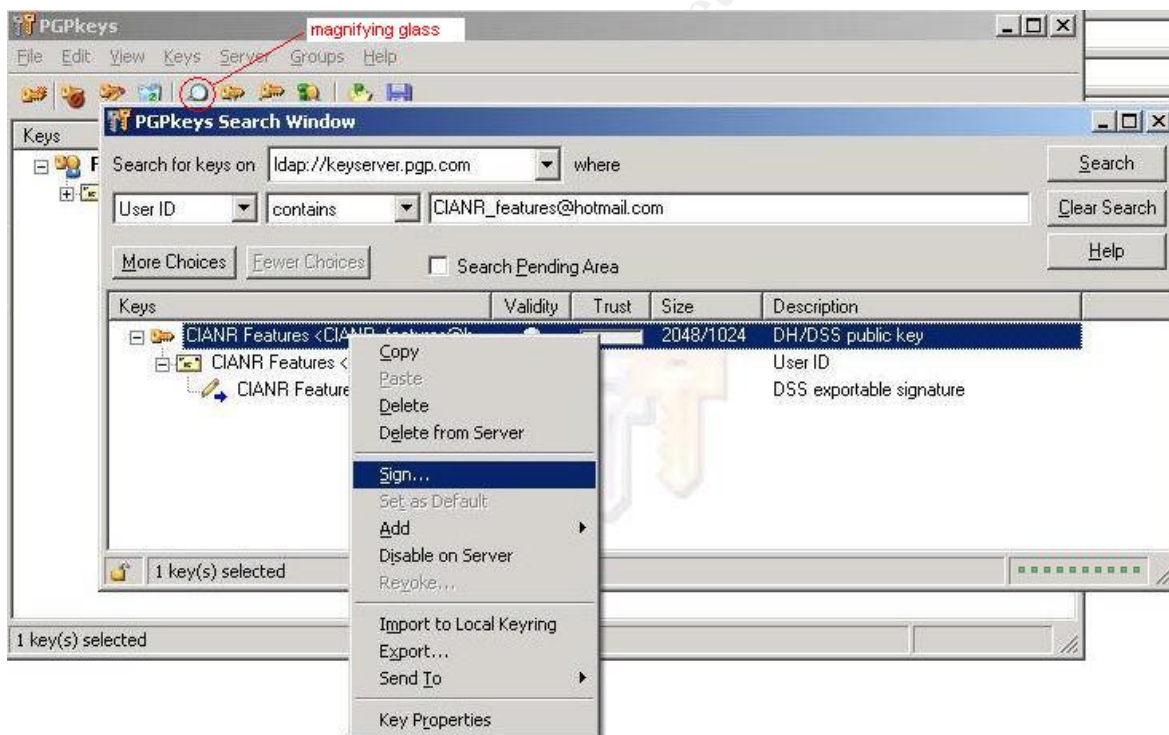 PGPkeys
magnifying glass
File Edit View Keys Server Groups Help
PGPkeys Search Window
Keys
Search for keys on ldap://keyserver.pgp.com where Search
User ID contains CIANR_features@hotmail.com Clear Search
More Choices Fewer Choices Search Pending Area Help
Keys Validity Trust Size Description
CIANR Features <CIANR_features@h... 2048/1024 DH/DSS public key
CIANR Features < User ID
CIANR Feature DSS exportable signature
Copy
Paste
Delete
Delete from Server
Sign...
Set as Default
Add
Disable on Server
Revoke...
Import to Local Keyring
Export...
Send To
Key Properties
1 key(s) selected
1 key(s) selected